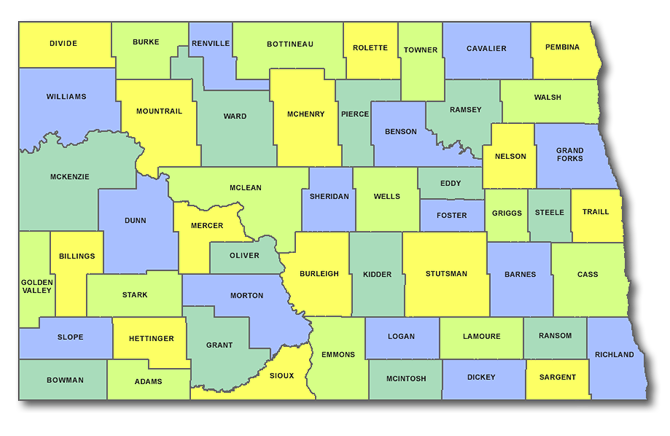 DIVIDE
BURKE
RENVILLE
BOTTINEAU
ROLETTE
TOWNER
CAVALIER
PEMBINA
WILLIAMS
MOUNTRAIL
WARD
MCHENRY
PIERCE
BENSON
RAMSEY
WALSH
NELSON
GRAND
FORKS
MCKENZIE
DUNN
MCLEAN
MERCER
OLIVER
SHERIDAN
WELLS
EDDY
FOSTER
GRIGGS
STEELE
TRAILL
GOLDEN
VALLEY
BILLINGS
STARK
MORTON
BURLEIGH
KIDDER
STUTSMAN
BARNES
CASS
SLOPE
HETTINGER
GRANT
EMMONS
LOGAN
LAMOURE
RANSOM
RICHLAND
BOWMAN
ADAMS
SIOUX
MCINTOSH
DICKEY
SARGENT